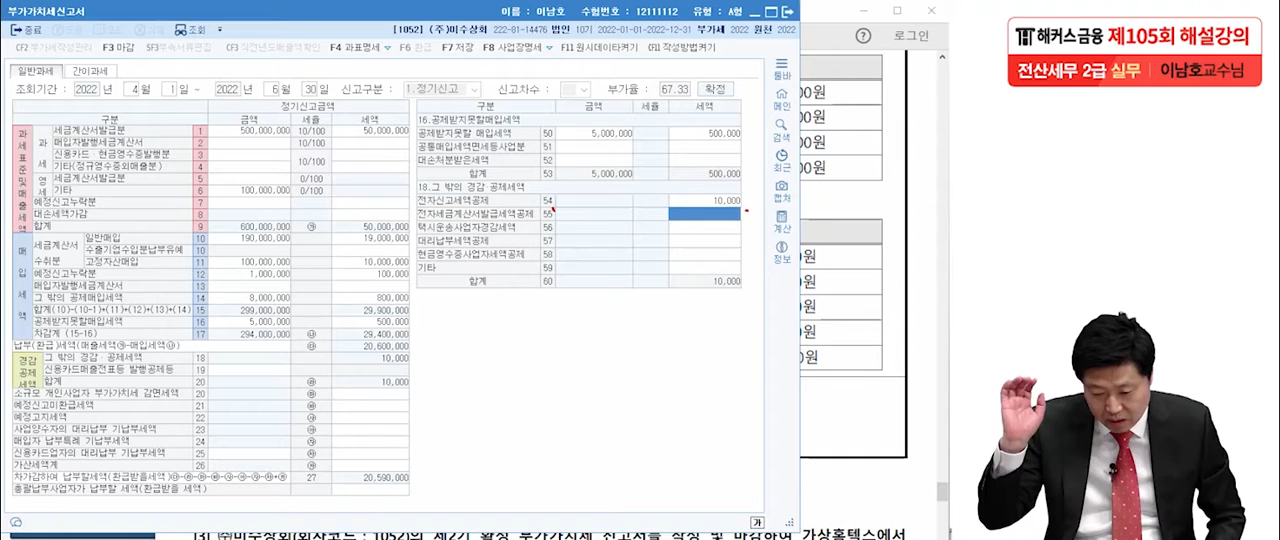 부가가치세신고서 이름 : 이남호 수험번호 : 12111112 유형 : A형
종료 조회 [1052] (주)미수상회 222-81-14476 법인 10기 2022-01-01~2022-12-31 부가세 2022 원천 2022
CF2 부가세작성관리 F3 마감 SF3부속서류편집 CF3 직전년도매출액확인 F4 과표명세 F6 환급 F7 저장 F8 사업장명세 F11 원시데이타켜기 CF11 작성방법켜기
일반과세 간이과세
조회기간 : 2022 년 4 월 1 일 ~ 2022 년 6 월 30 일 신고구분 : 1.정기신고 신고차수 : 부가율 : 67.33 확정
정기신고금액
구분 금액 세율 세액
과세표준및매출세액
과세
세금계산서발급분 1 500,000,000 10/100 50,000,000
매입자발행세금계산서 2 10/100
신용카드·현금영수증발행분 3 10/100
기타(정규영수증외매출분) 4
영세
세금계산서발급분 5 0/100
기타 6 100,000,000 0/100
예정신고누락분 7
대손세액가감 8
합계 9 600,000,000 ㉮ 50,000,000
매입세액
세금계산서 수취분
일반매입 10 190,000,000 19,000,000
수출기업수입분납부유예 10
고정자산매입 11 100,000,000 10,000,000
예정신고누락분 12 1,000,000 100,000
매입자발행세금계산서 13
그 밖의 공제매입세액 14 8,000,000 800,000
합계(10)-(10-1)+(11)+(12)+(13)+(14) 15 299,000,000 29,900,000
공제받지못할매입세액 16 5,000,000 500,000
차감계 (15-16) 17 294,000,000 ㉯ 29,400,000
납부(환급)세액(매출세액㉮-매입세액㉯) ㉰ 20,600,000
경감공제세액
그 밖의 경감·공제세액 18 10,000
신용카드매출전표등 발행공제등 19
합계 20 ㉱ 10,000
소규모 개인사업자 부가가치세 감면세액 20
예정신고미환급세액 21
예정고지세액 22
사업양수자의 대리납부 기납부세액 23
매입자 납부특례 기납부세액 24
신용카드업자의 대리납부 기납부세액 25
가산세액계 26
차가감하여 납부할세액(환급받을세액) 27 20,590,000
총괄납부사업자가 납부할 세액(환급받을 세액)
구분 금액 세율 세액
16.공제받지못할매입세액
공제받지못할 매입세액 50 5,000,000 500,000
공통매입세액면세등사업분 51
대손처분받은세액 52
합계 53 5,000,000 500,000
18.그 밖의 경감·공제세액
전자신고세액공제 54 10,000
전자세금계산서발급세액공제 55
택시운송사업자경감세액 56
대리납부세액공제 57
현금영수증사업자세액공제 58
기타 59
합계 60 10,000
툴바
메인
검색
최근
캡처
계산
정보
가
로그인
0원
0원
0원
0원
0원
0원
0원
0원
0원
[3] ㈜미수상회(회사코드 : 1052)의 제2기 확정 부가가치세 신고서를 작성 및 마감하여 가상홈텍스에서
해커스금융 제105회 해설강의
전산세무 2급 실무 | 이남호교수님